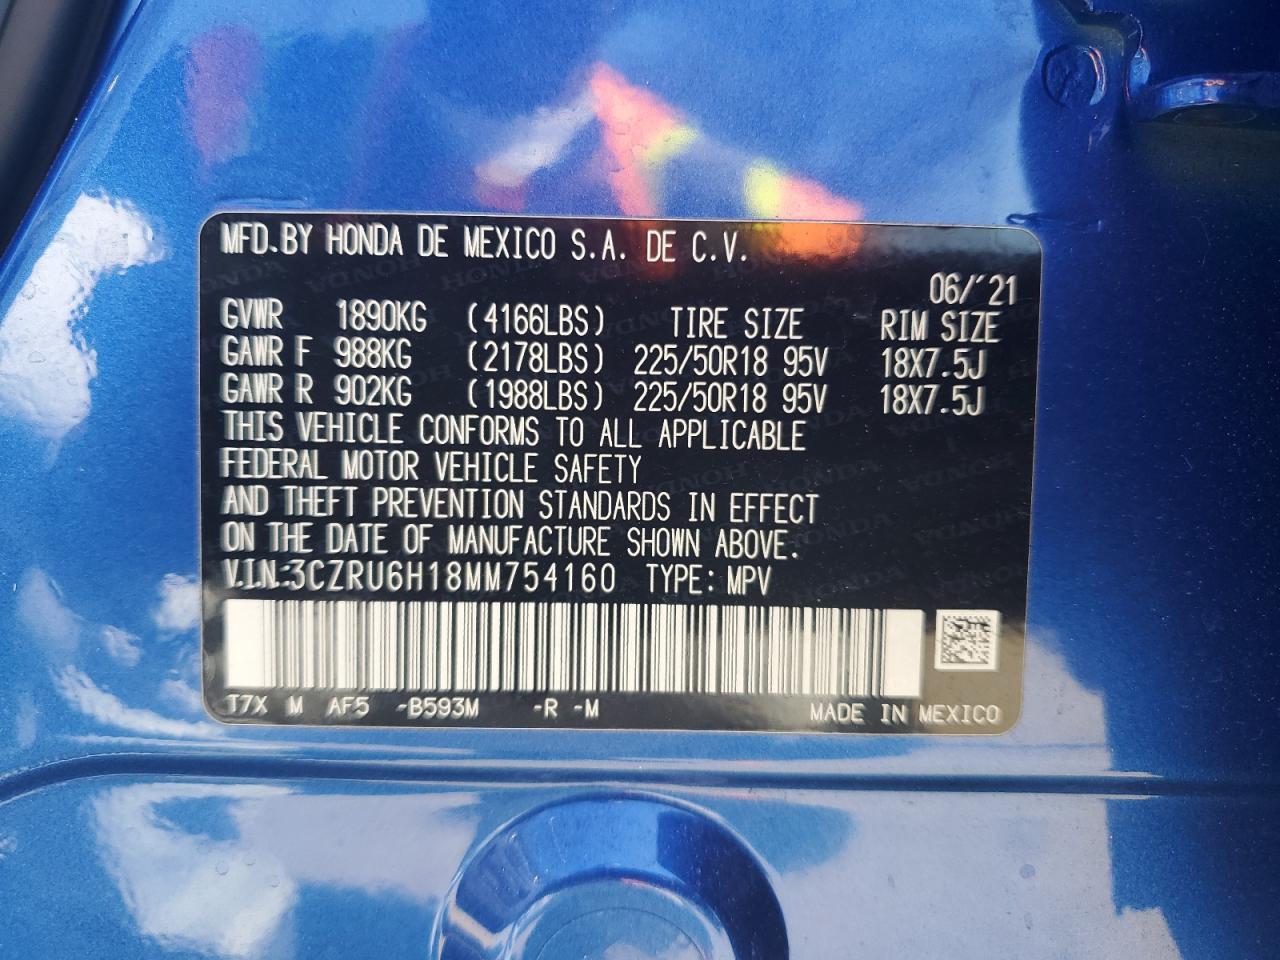 MFD.BY HONDA DE MEXICO S.A. DE C.V.
06/'21
GVWR 1890KG (4166LBS) TIRE SIZE RIM SIZE
GAWR F 988KG (2178LBS) 225/50R18 95V 18X7.5J
GAWR R 902KG (1988LBS) 225/50R18 95V 18X7.5J
THIS VEHICLE CONFORMS TO ALL APPLICABLE
FEDERAL MOTOR VEHICLE SAFETY
AND THEFT PREVENTION STANDARDS IN EFFECT
ON THE DATE OF MANUFACTURE SHOWN ABOVE.
V.I.N:3CZRU6H18MM754160 TYPE: MPV
T7X M AF5 -B593M -R -M MADE IN MEXICO